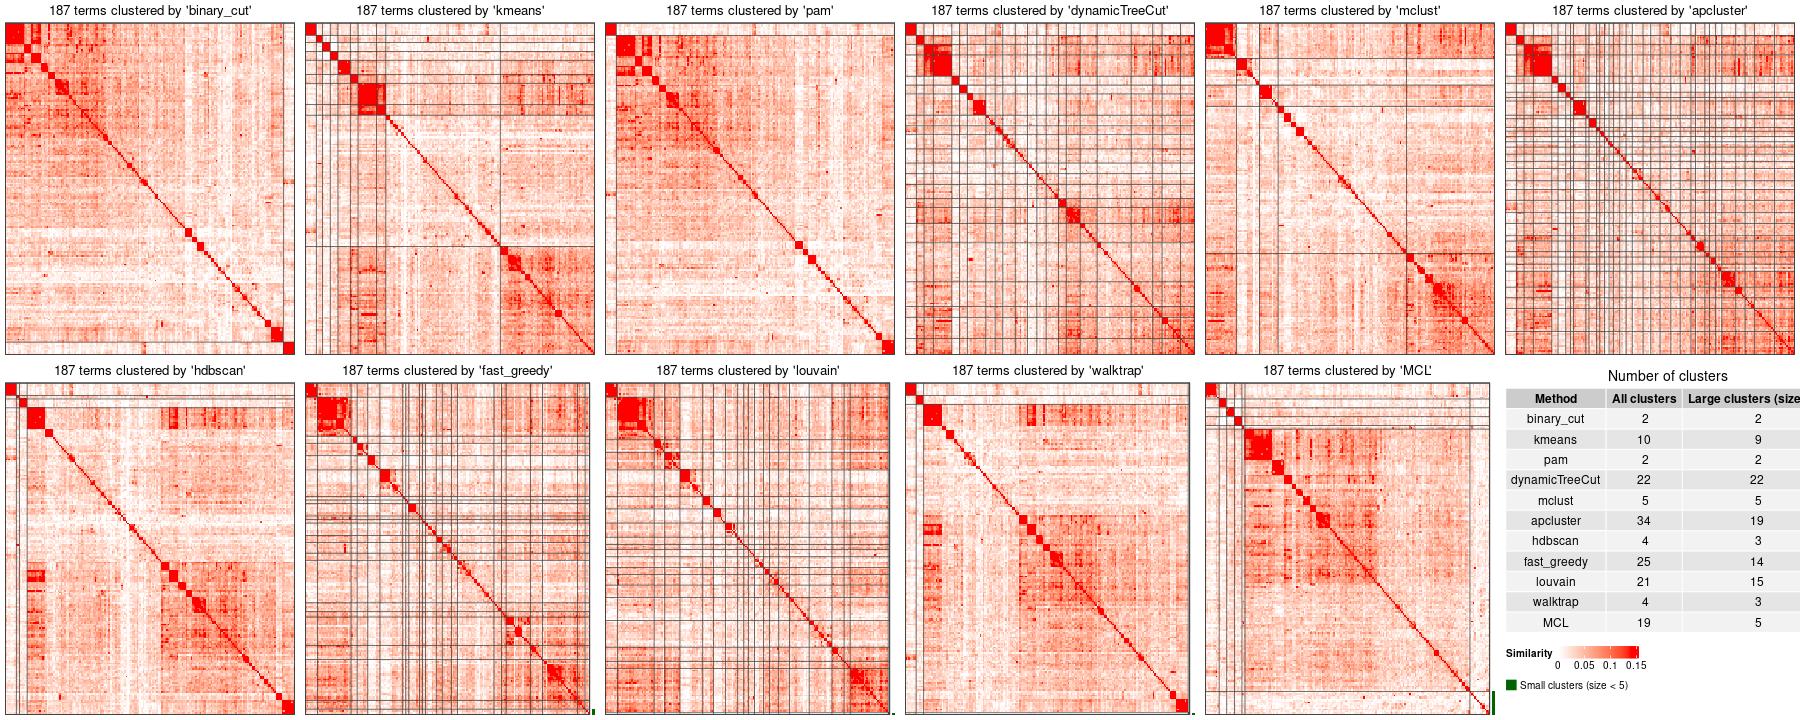 187 terms clustered by 'binary_cut'
187 terms clustered by 'kmeans'
187 terms clustered by 'pam'
187 terms clustered by 'dynamicTreeCut'
187 terms clustered by 'mclust'
187 terms clustered by 'apcluster'
187 terms clustered by 'hdbscan'
187 terms clustered by 'fast_greedy'
187 terms clustered by 'louvain'
187 terms clustered by 'walktrap'
187 terms clustered by 'MCL'
Number of clusters
Method All clusters Large clusters (size
binary_cut 2 2
kmeans 10 9
pam 2 2
dynamicTreeCut 22 22
mclust 5 5
apcluster 34 19
hdbscan 4 3
fast_greedy 25 14
louvain 21 15
walktrap 4 3
MCL 19 5
Similarity
0 0.05 0.1 0.15
Small clusters (size < 5)